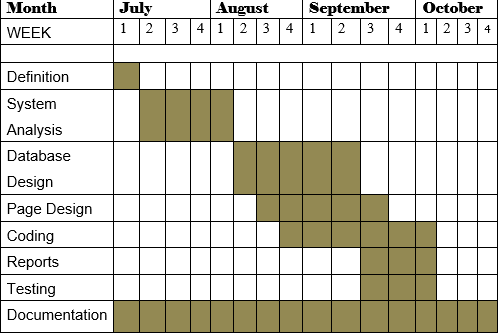 Month July August September October
WEEK 1 2 3 4 1 2 3 4 1 2 3 4 1 2 3 4
Definition
System
Analysis
Database
Design
Page Design
Coding
Reports
Testing
Documentation